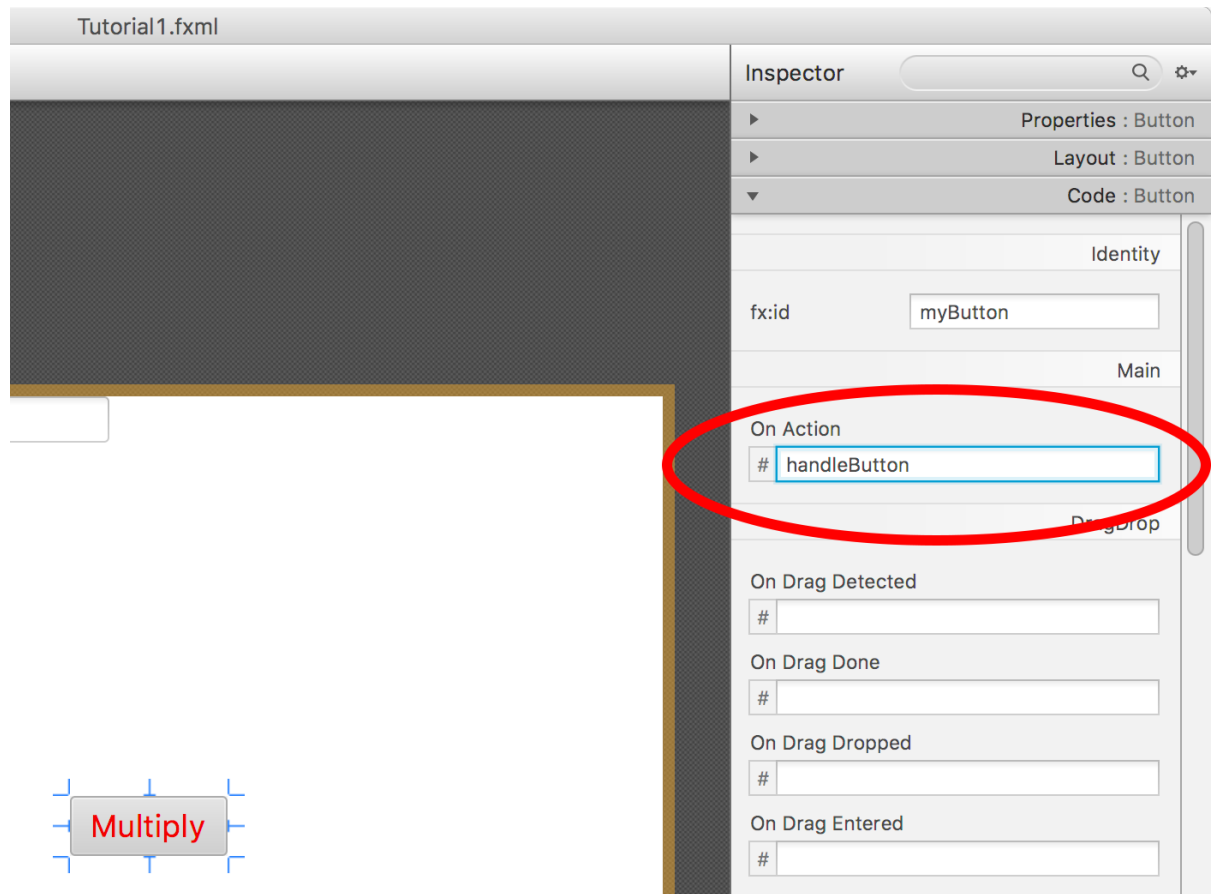 Tutorial1.fxml
Inspector
Properties : Button
Layout : Button
Code : Button
Identity
fx:id myButton
Main
On Action
# handleButton
DragDrop
On Drag Detected
#
On Drag Done
#
On Drag Dropped
#
On Drag Entered
#
Multiply